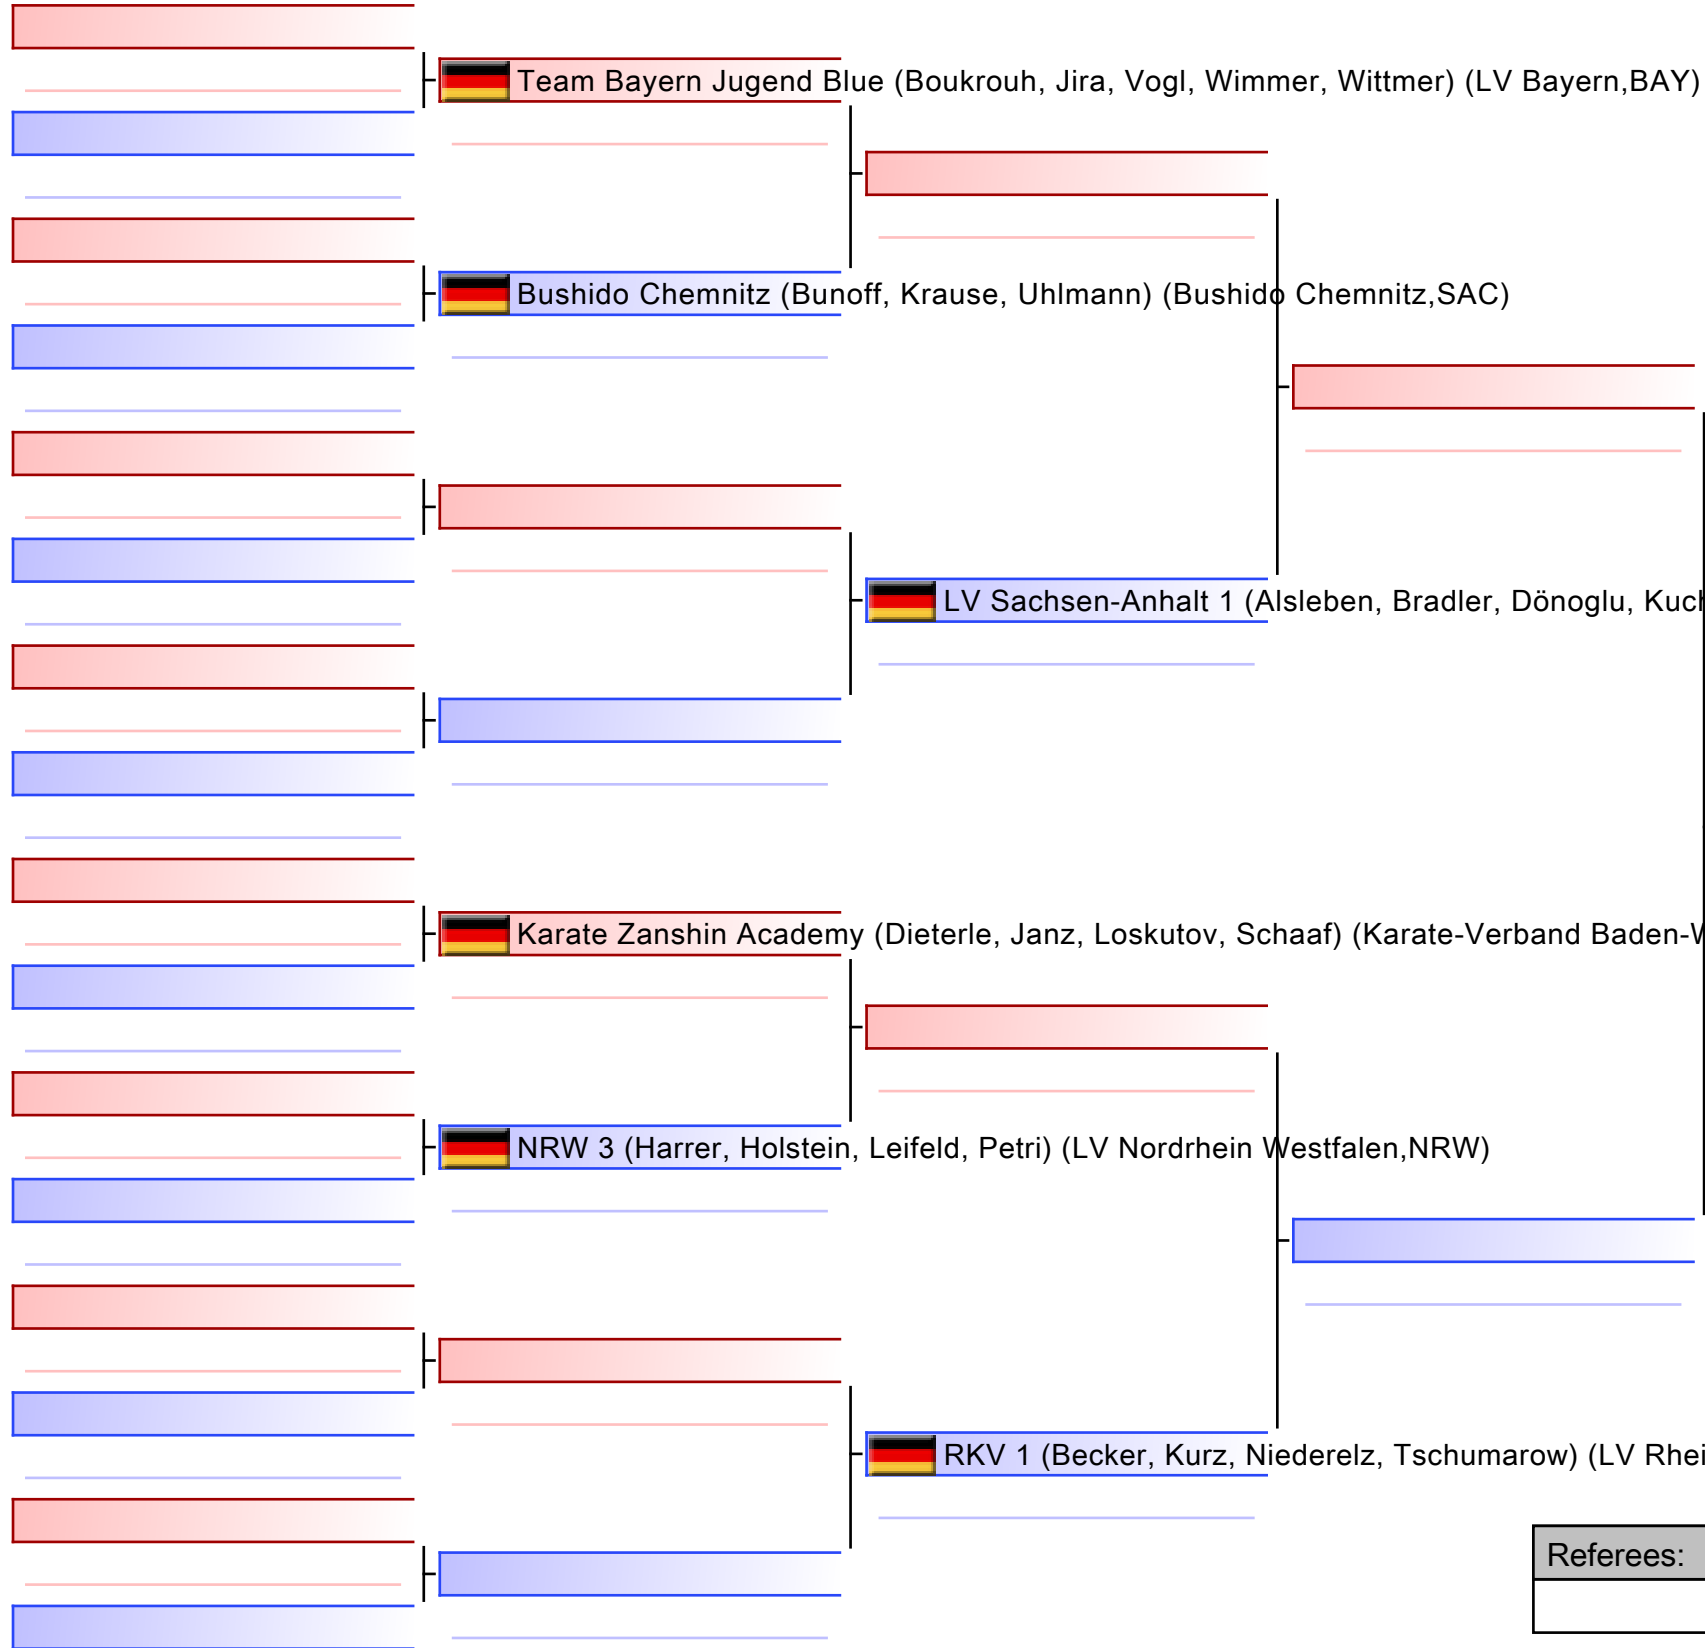 Team Bayern Jugend Blue (Boukrouh, Jira, Vogl, Wimmer, Wittmer) (LV Bayern,BAY)
Bushido Chemnitz (Bunoff, Krause, Uhlmann) (Bushido Chemnitz,SAC)
LV Sachsen-Anhalt 1 (Alsleben, Bradler, Dönoglu,
Karate Zanshin Academy (Dieterle, Janz, Loskutov, Schaaf) (Karate-Verband
NRW 3 (Harrer, Holstein, Leifeld, Petri) (LV Nordrhein Westfalen,NRW)
RKV 1 (Becker, Kurz, Niederelz, Tschumarow) (LV
Referees: